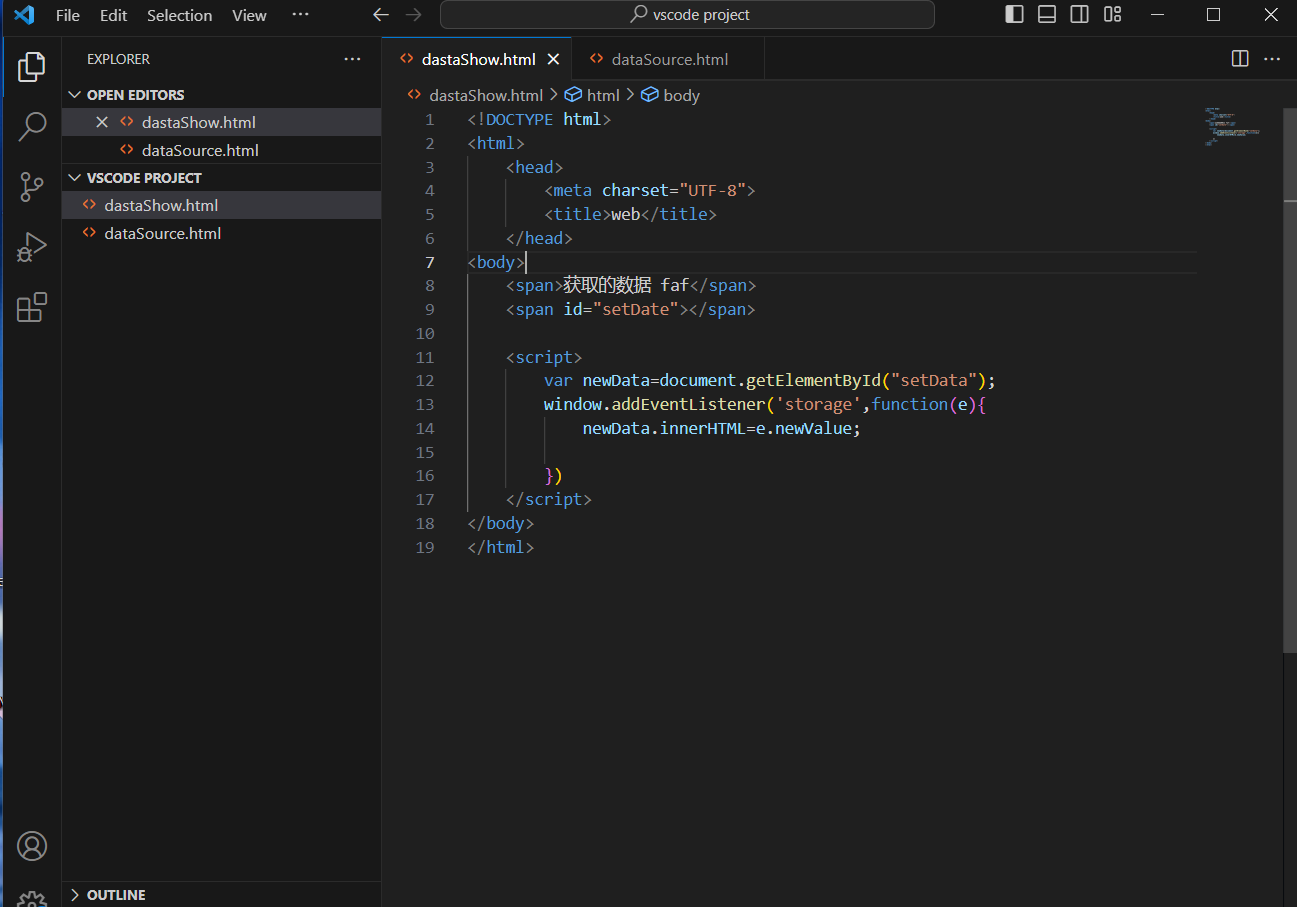 File Edit Selection View ··· vscode project
EXPLORER ···
OPEN EDITORS
dastaShow.html
dataSource.html
VSCODE PROJECT
dastaShow.html
dataSource.html
OUTLINE
dastaShow.html dataSource.html
dastaShow.html > html > body
1 <!DOCTYPE html>
2 <html>
3 <head>
4 <meta charset="UTF-8">
5 <title>web</title>
6 </head>
7 <body>
8 <span>获取的数据 faf</span>
9 <span id="setDate"></span>
10
11 <script>
12 var newData=document.getElementById("setData");
13 window.addEventListener('storage',function(e){
14 newData.innerHTML=e.newValue;
15
16 })
17 </script>
18 </body>
19 </html>